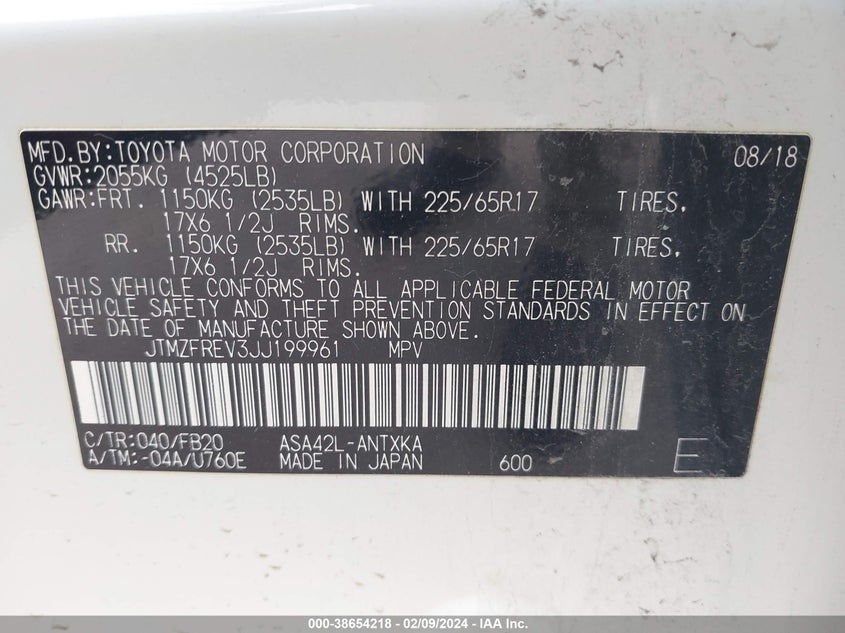 MFD.BY:TOYOTA MOTOR CORPORATION 08/18
GVWR:2055KG (4525LB)
GAWR:FRT. 1150KG (2535LB) WITH 225/65R17 TIRES,
17X6 1/2J RIMS.
RR. 1150KG (2535LB) WITH 225/65R17 TIRES,
17X6 1/2J RIMS.
THIS VEHICLE CONFORMS TO ALL APPLICABLE FEDERAL MOTOR
VEHICLE SAFETY AND THEFT PREVENTION STANDARDS IN EFFECT ON
THE DATE OF MANUFACTURE SHOWN ABOVE.
JTMZFREV3JJ199961 MPV
C/TR:040/FB20 ASA42L-ANTXKA
A/TM:-04A/U760E MADE IN JAPAN 600 E
000-38654218 - 02/09/2024 - IAA Inc.